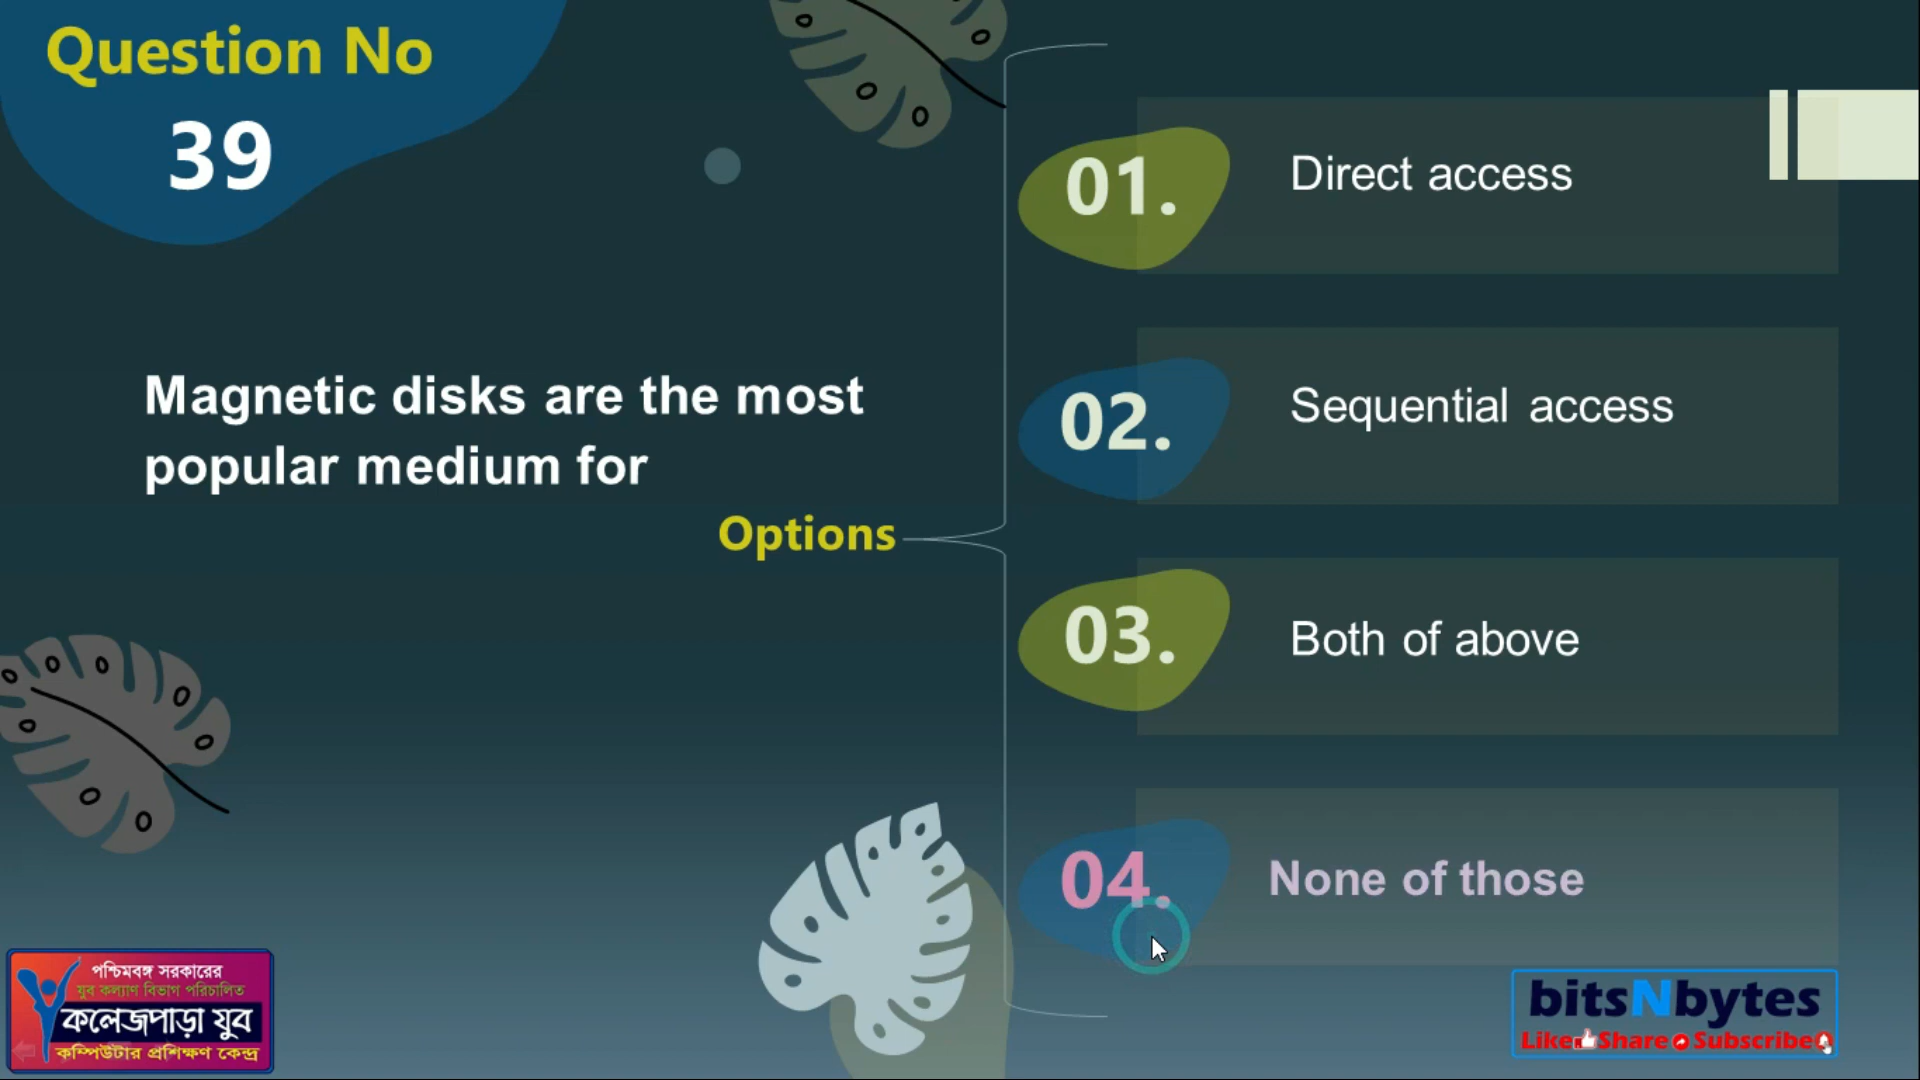 Question No
39
Magnetic disks are the most
popular medium for
Options
01.
Direct access
02.
Sequential access
03.
Both of above
04.
None of those
পশ্চিমবঙ্গ সরকারের
যুব কল্যাণ বিভাগ পরিচালিত
কলেজপাড়া যুব
কম্পিউটার প্রশিক্ষণ কেন্দ্র
bitsNbytes
Like Share Subscribe